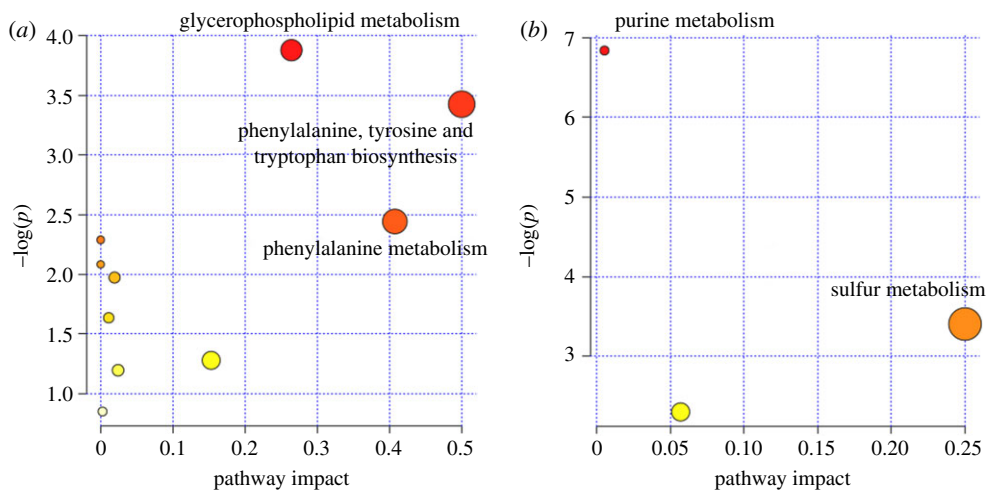 (a)
glycerophospholipid metabolism
4.0
3.5
phenylalanine, tyrosine and
tryptophan biosynthesis
3.0
2.5
phenylalanine metabolism
2.0
1.5
1.0
–log(p)
0 0.1 0.2 0.3 0.4 0.5
pathway impact
(b)
purine metabolism
7
6
5
4
sulfur metabolism
3
–log(p)
0 0.05 0.10 0.15 0.20 0.25
pathway impact